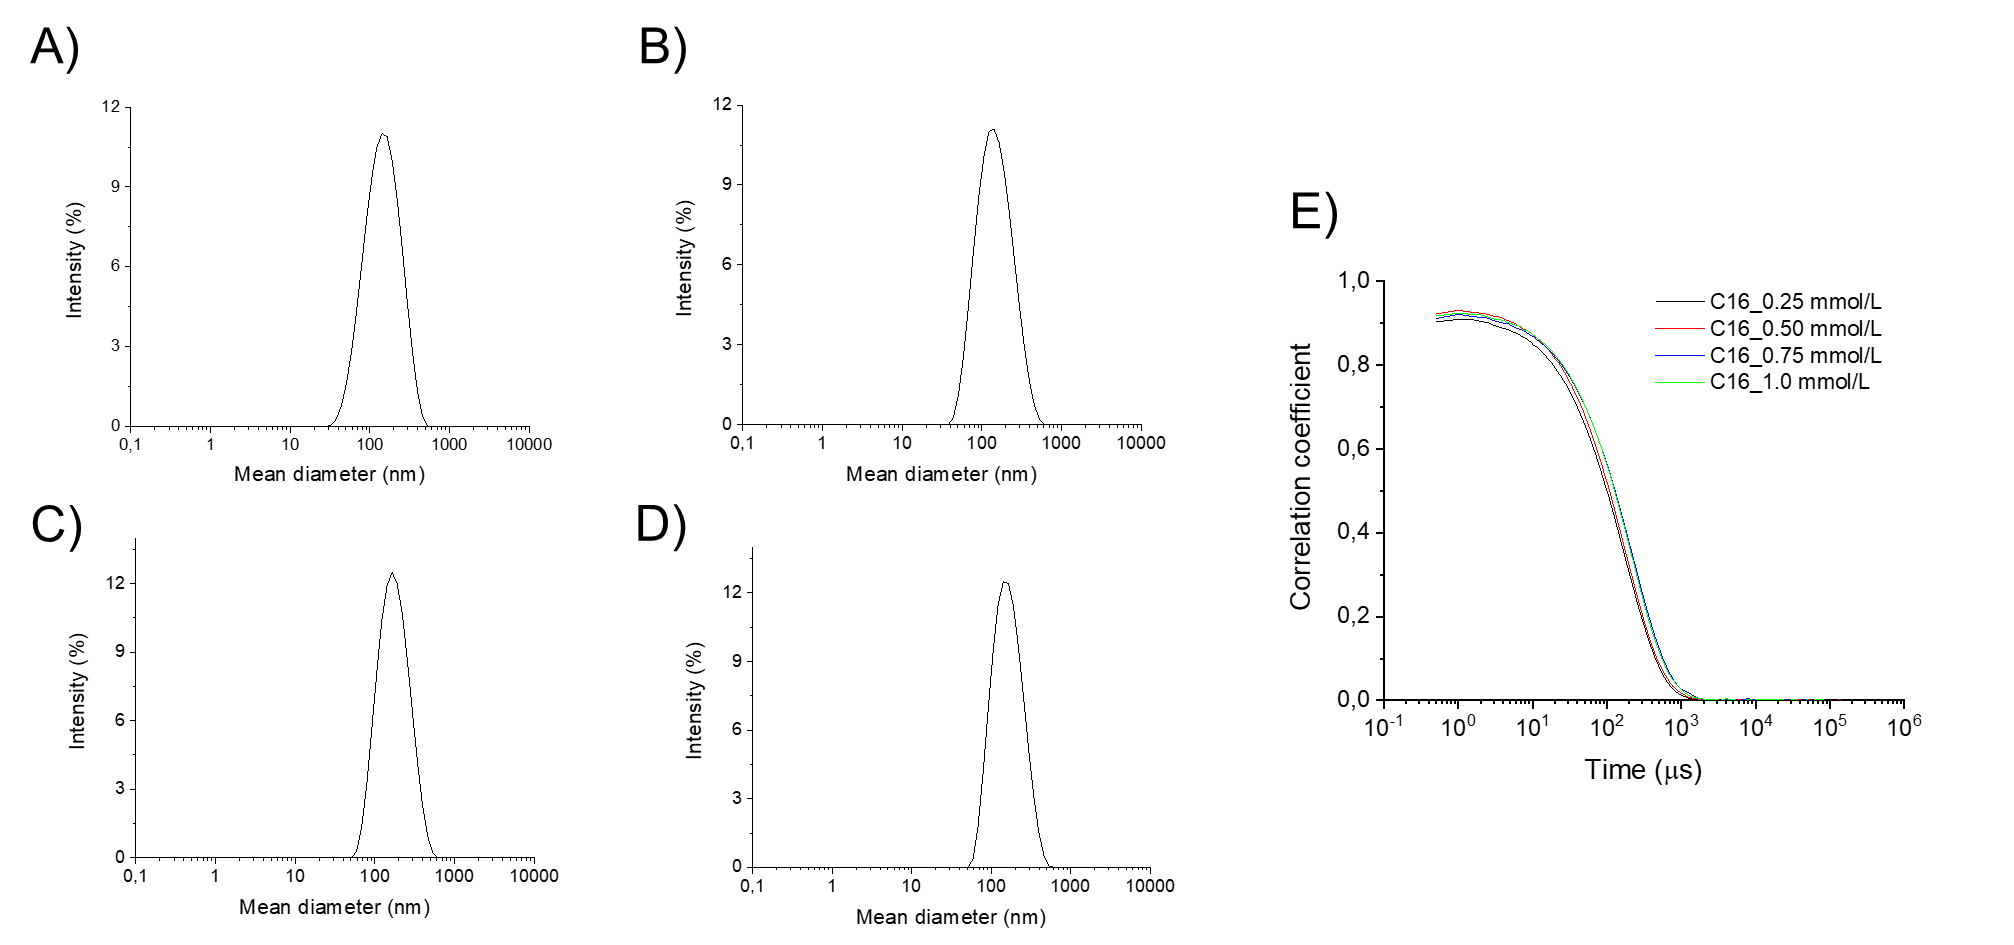 A)
12
9
6
3
0
Intensity (%)
0,1 1 10 100 1000 10000
Mean diameter (nm)
B)
12
9
6
3
0
Intensity (%)
0,1 1 10 100 1000 10000
Mean diameter (nm)
C)
12
9
6
3
0
Intensity (%)
0,1 1 10 100 1000 10000
Mean diameter (nm)
D)
12
9
6
3
0
Intensity (%)
0,1 1 10 100 1000 10000
Mean diameter (nm)
E)
1,0
0,8
0,6
0,4
0,2
0,0
Correlation coefficient
C16_0.25 mmol/L
C16_0.50 mmol/L
C16_0.75 mmol/L
C16_1.0 mmol/L
10⁻¹ 10⁰ 10¹ 10² 10³ 10⁴ 10⁵ 10⁶
Time (μs)